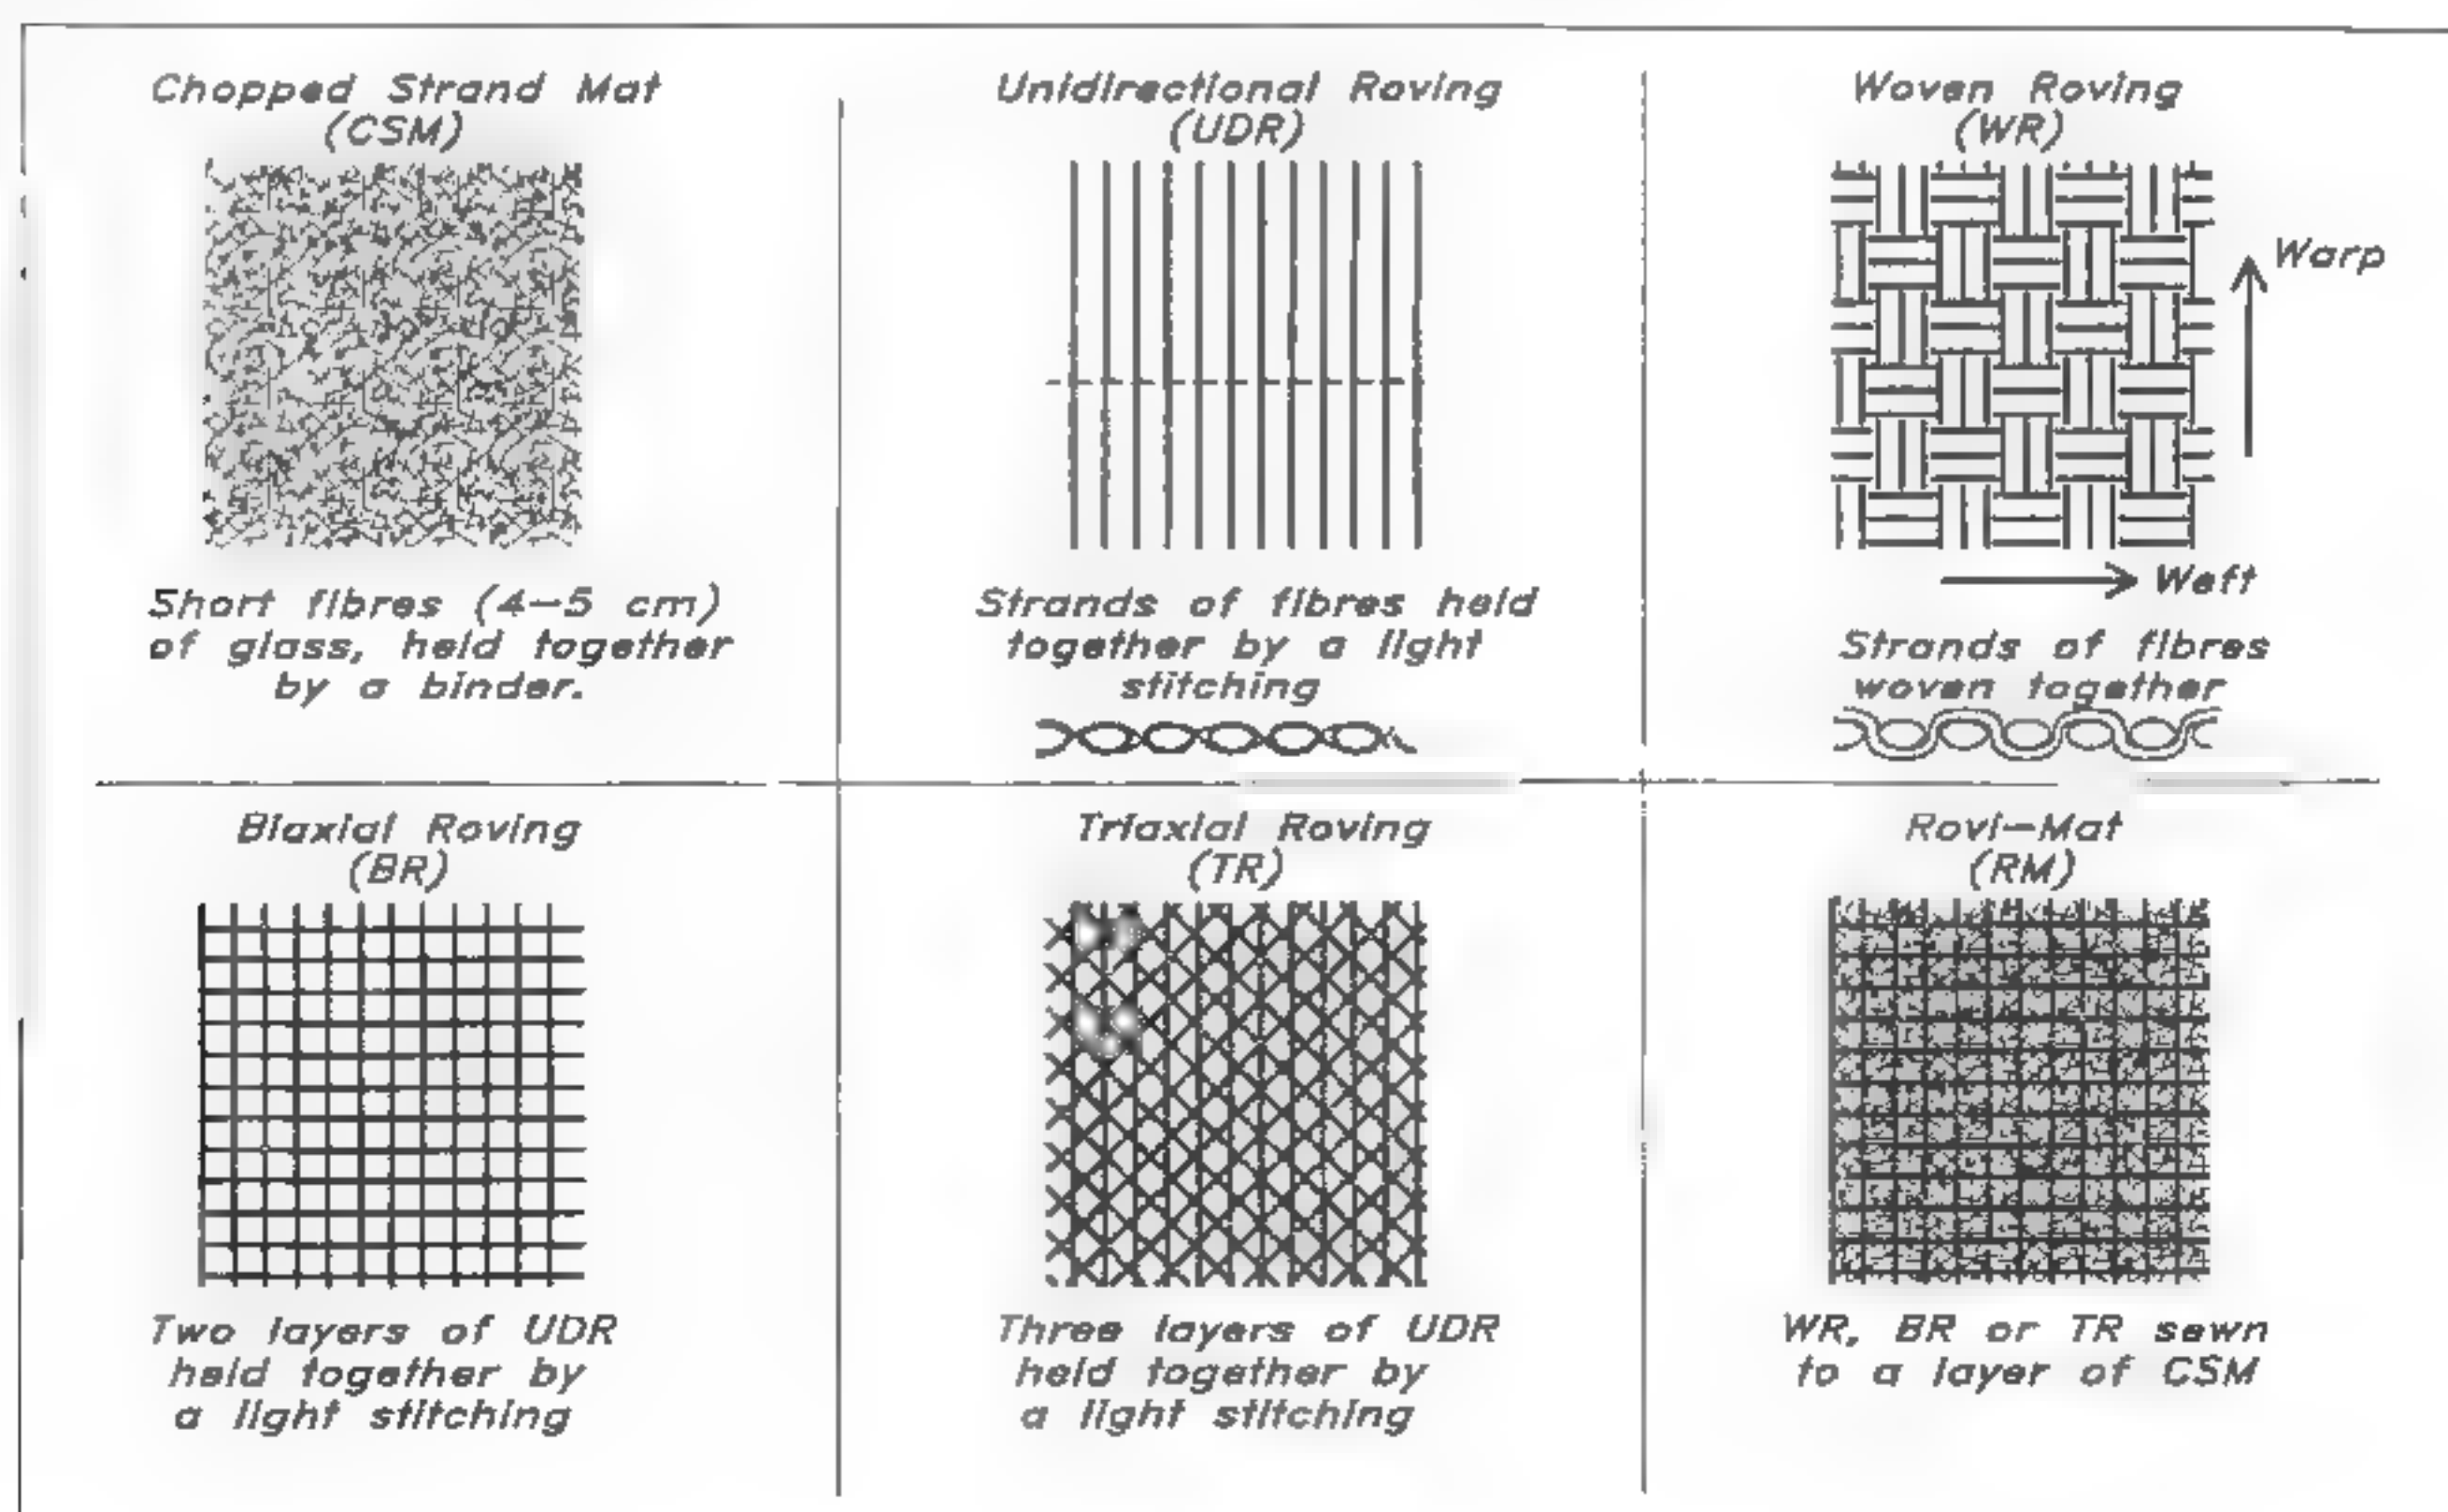 Chopped Strand Mat
(CSM)
Short fibres (4-5 cm)
of glass, held together
by a binder.
Unidirectional Roving
(UDR)
Strands of fibres held
together by a light
stitching
Woven Roving
(WR)
Warp
Weft
Strands of fibres
woven together
Biaxial Roving
(BR)
Two layers of UDR
held together by
a light stitching
Triaxial Roving
(TR)
Three layers of UDR
held together by
a light stitching
Rovi-Mat
(RM)
WR, BR or TR sewn
to a layer of CSM